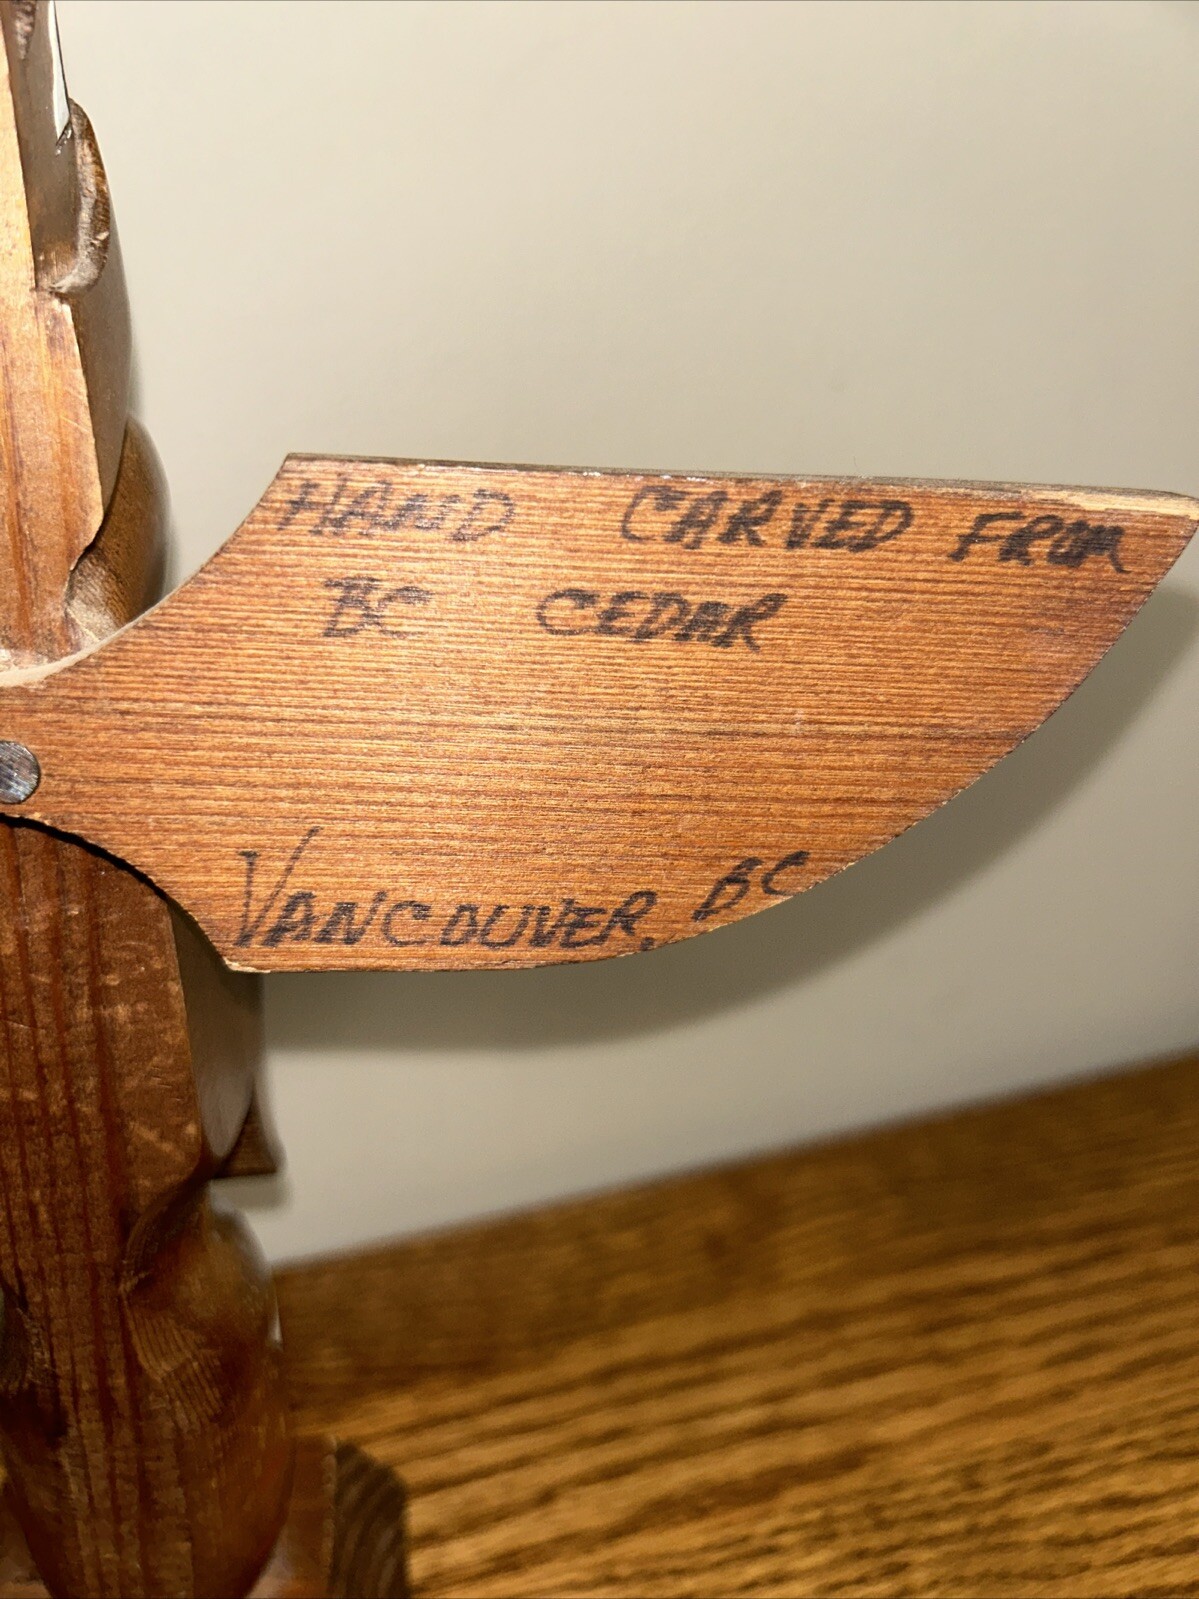 HAND CARVED FROM
BC CEDAR
VANCOUVER, BC